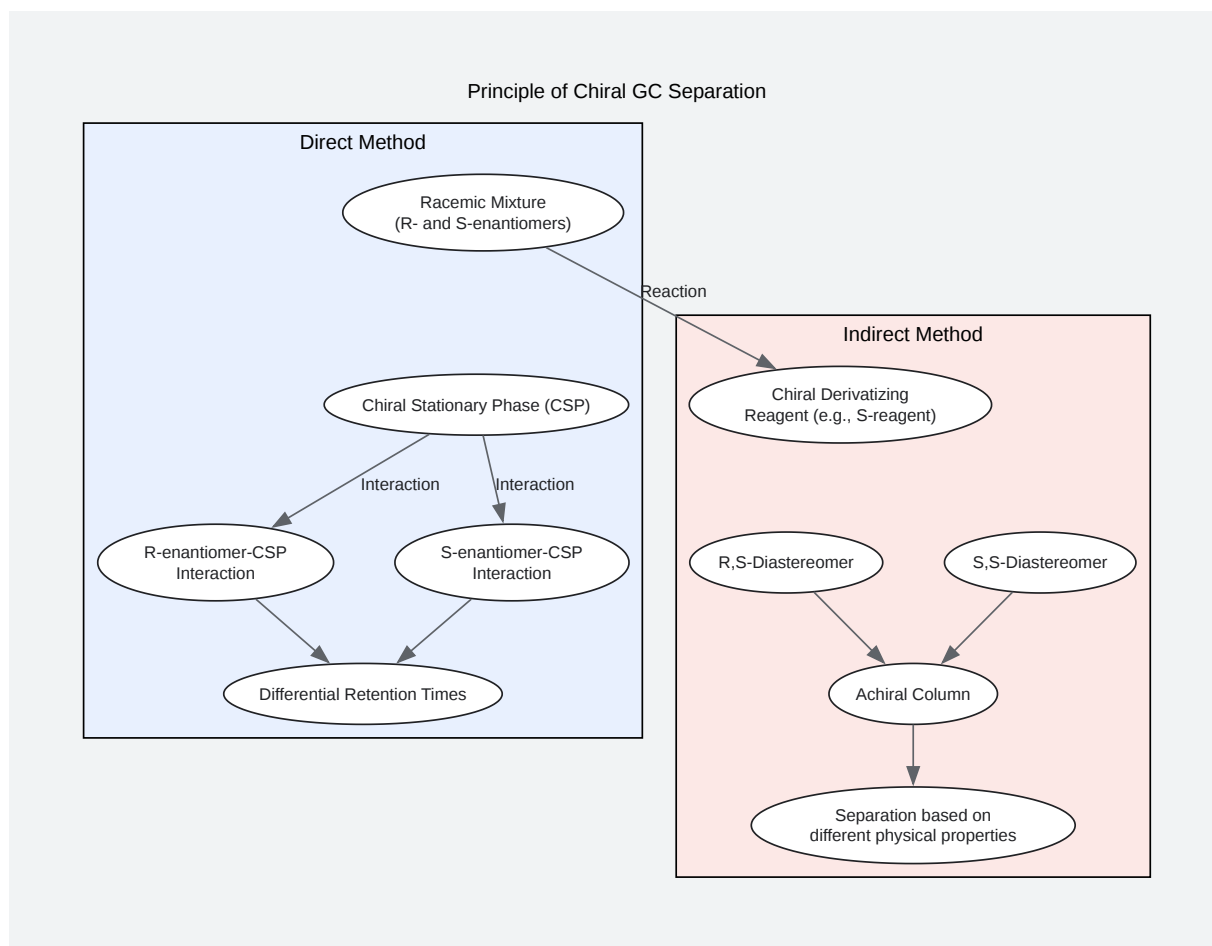 Principle of Chiral GC Separation
Direct Method
Racemic Mixture
(R- and S-enantiomers)
Reaction
Indirect Method
Chiral Stationary Phase (CSP)
Chiral Derivatizing
Reagent (e.g., S-reagent)
Interaction
Interaction
R-enantiomer-CSP
Interaction
S-enantiomer-CSP
Interaction
R,S-Diastereomer
S,S-Diastereomer
Differential Retention Times
Achiral Column
Separation based on
different physical properties